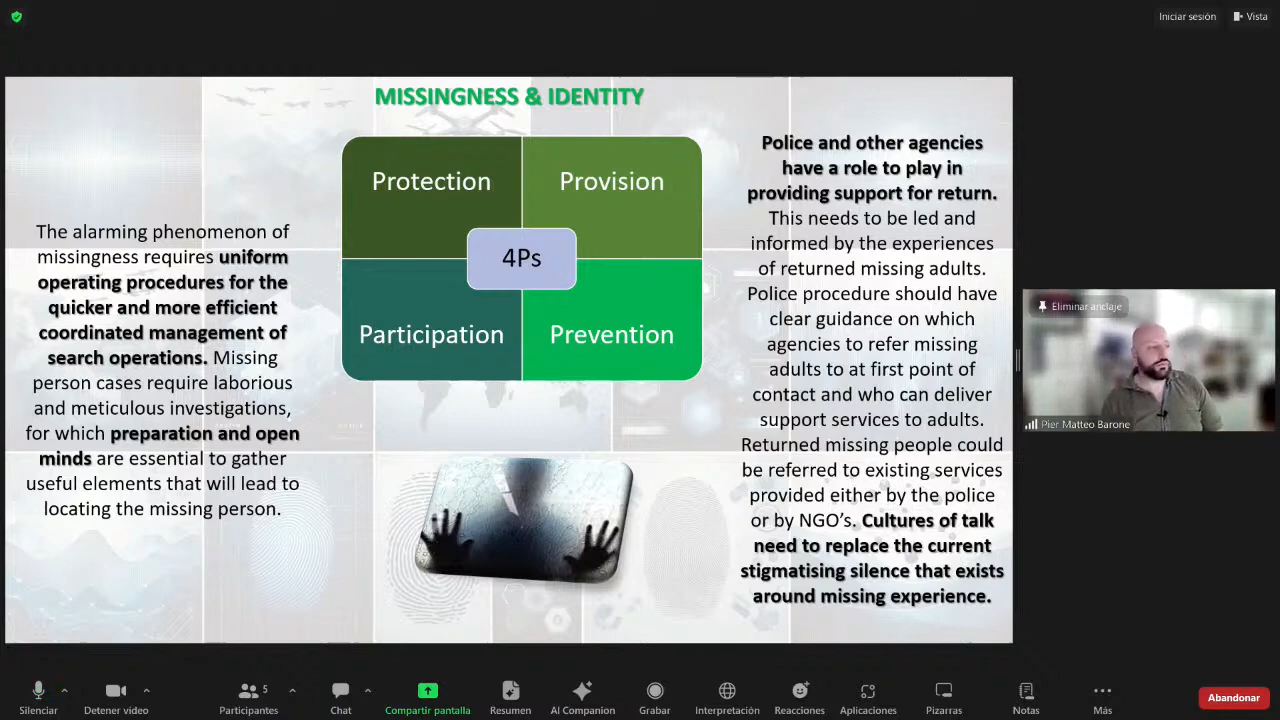 Iniciar sesión
Vista
MISSINGNESS & IDENTITY
Protection
Provision
4Ps
Participation
Prevention
The alarming phenomenon of
missingness requires uniform
operating procedures for the
quicker and more efficient
coordinated management of
search operations. Missing
person cases require laborious
and meticulous investigations,
for which preparation and open
minds are essential to gather
useful elements that will lead to
locating the missing person.
Police and other agencies
have a role to play in
providing support for return.
This needs to be led and
informed by the experiences
of returned missing adults.
Police procedure should have
clear guidance on which
agencies to refer missing
adults to at first point of
contact and who can deliver
support services to adults.
Returned missing people could
be referred to existing services
provided either by the police
or by NGO’s. Cultures of talk
need to replace the current
stigmatising silence that exists
around missing experience.
Eliminar anclaje
Pier Matteo Barone
Silenciar
Detener video
5
Participantes
Chat
Compartir pantalla
Resumen
AI Companion
Grabar
Interpretación
Reacciones
Aplicaciones
Pizarras
Notas
Más
Abandonar